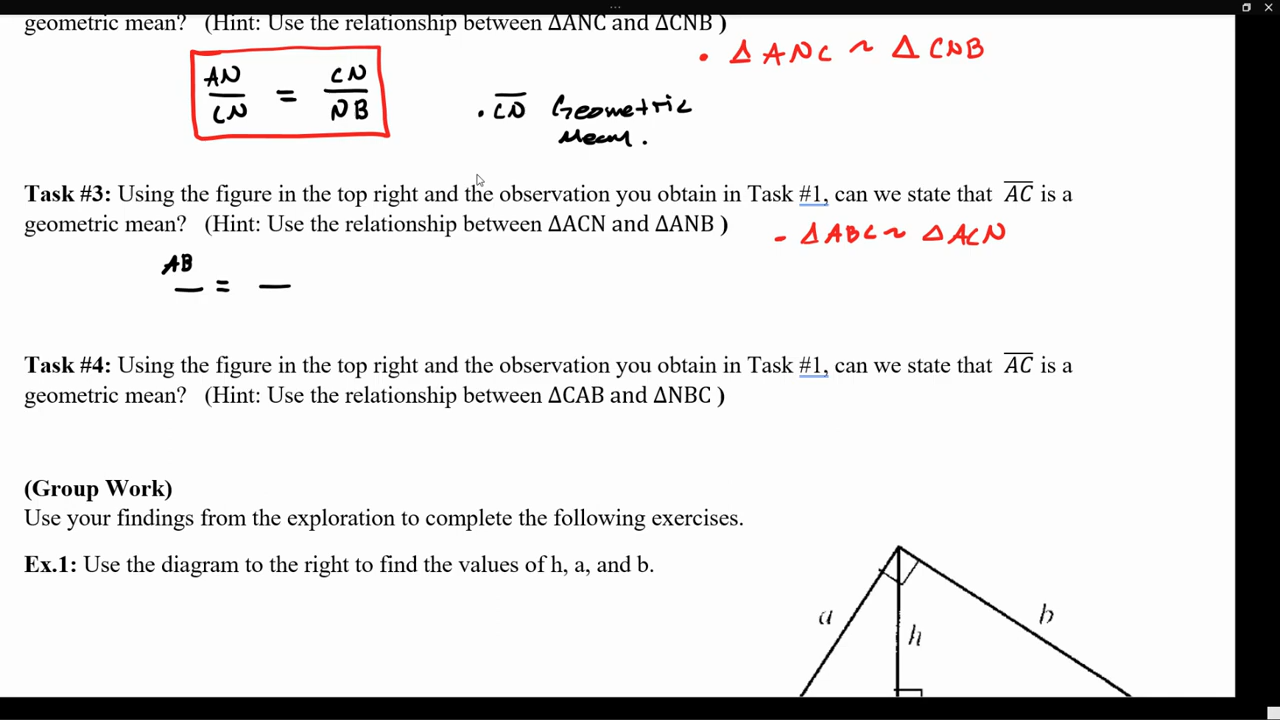 geometric mean? (Hint: Use the relationship between ΔANC and ΔCNB )
• Δ ANC ~ Δ CNB
AN/CN = CN/NB
. C̅N̅ Geometric
Mean.
Task #3: Using the figure in the top right and the observation you obtain in Task #1, can we state that A̅C̅ is a
geometric mean? (Hint: Use the relationship between ΔACN and ΔANB )
- ΔABC ~ ΔACN
AB
— = —
Task #4: Using the figure in the top right and the observation you obtain in Task #1, can we state that A̅C̅ is a
geometric mean? (Hint: Use the relationship between ΔCAB and ΔNBC )
(Group Work)
Use your findings from the exploration to complete the following exercises.
Ex.1: Use the diagram to the right to find the values of h, a, and b.
a
h
b